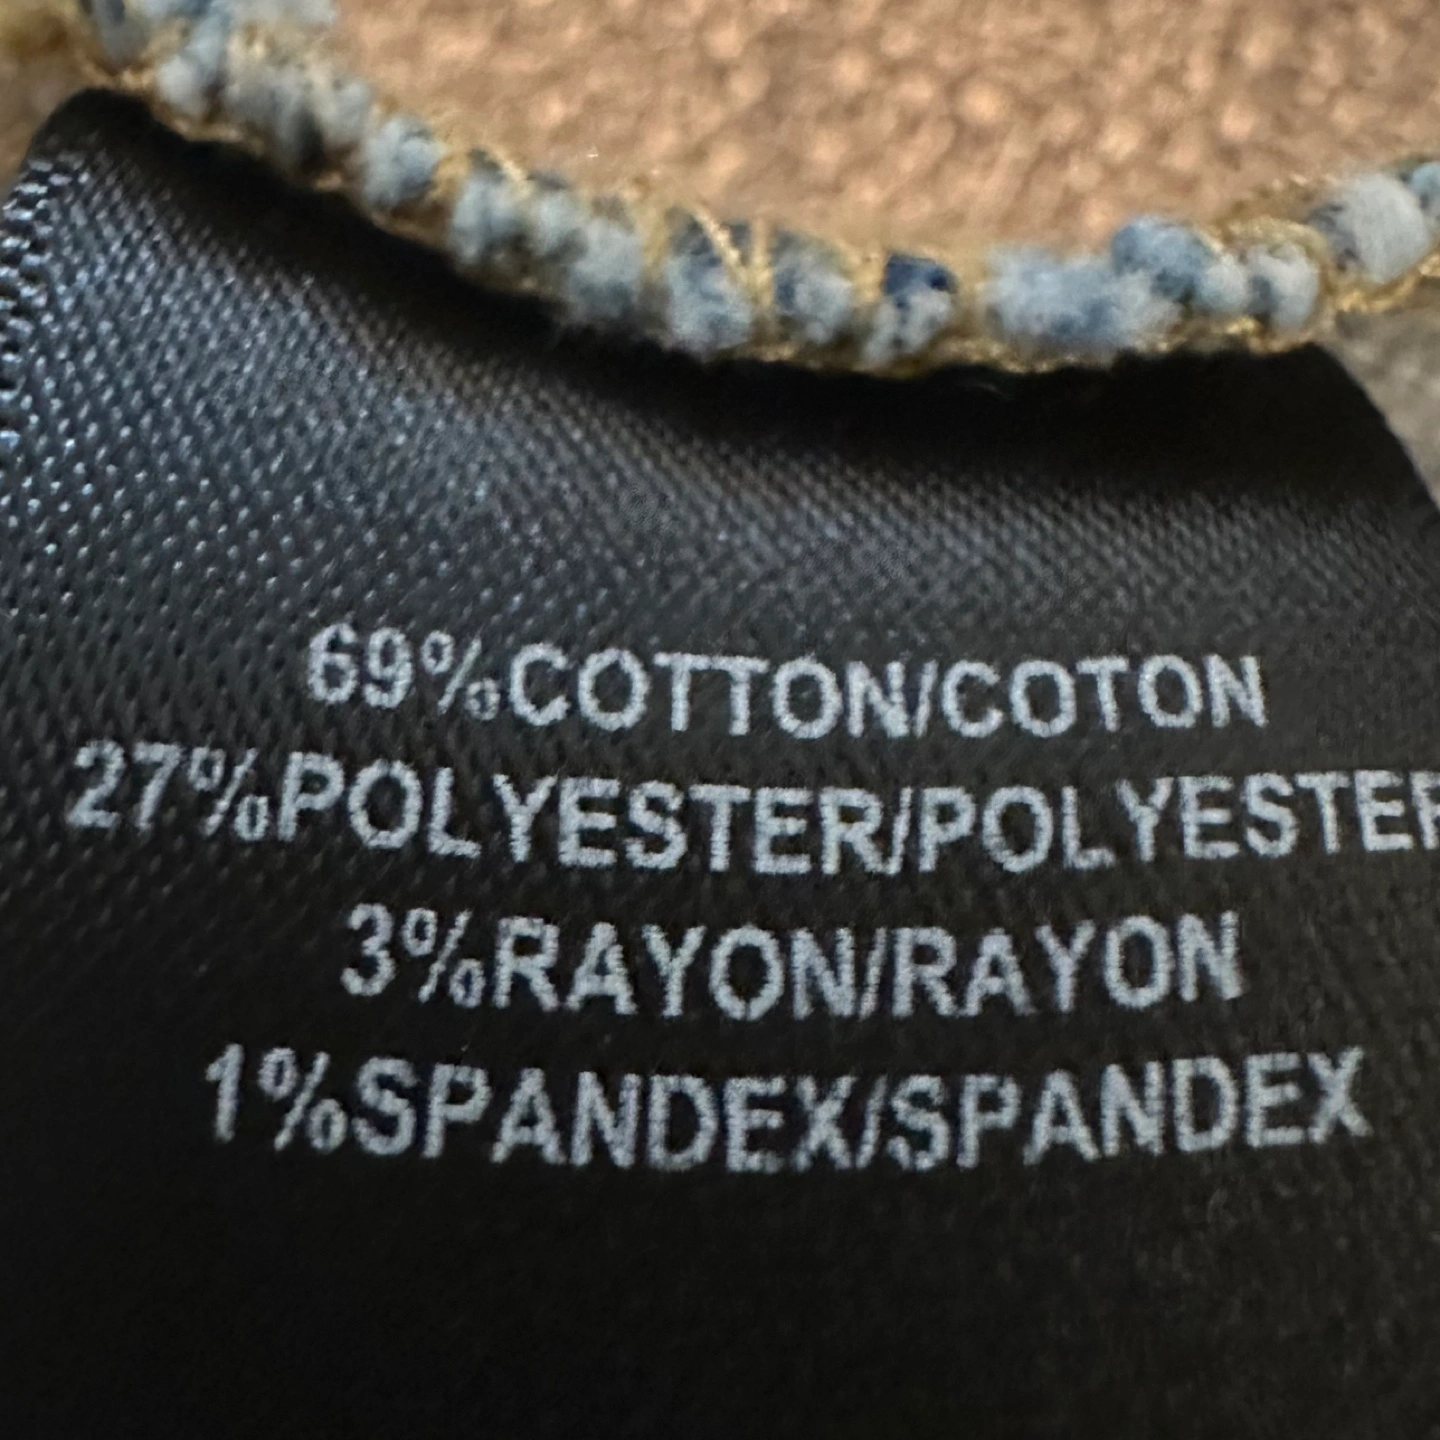 69%COTTON/COTON
27%POLYESTER/POLYESTER
3%RAYON/RAYON
1%SPANDEX/SPANDEX